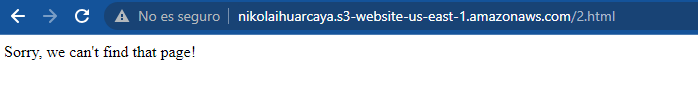 No es seguro nikolaihuarcaya.s3-website-us-east-1.amazonaws.com/2.html
Sorry, we can't find that page!